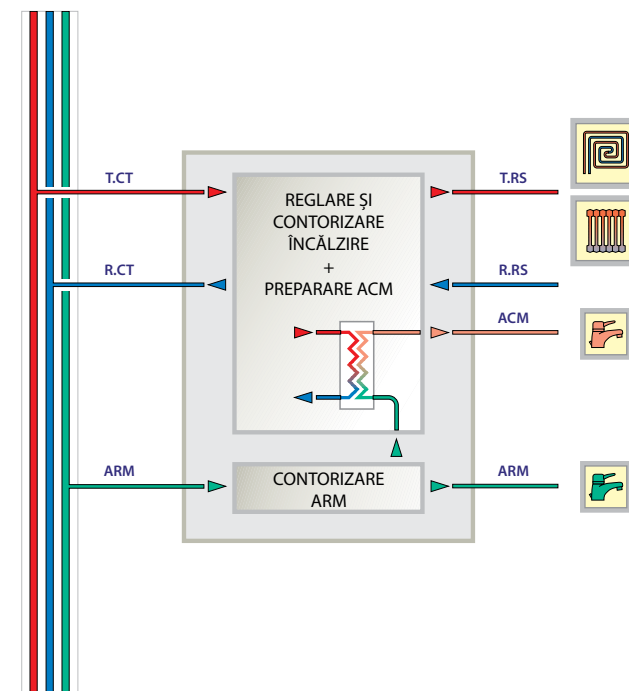 T.CT
T.RS
REGLARE ȘI
CONTORIZARE
ÎNCĂLZIRE
+
PREPARARE ACM
R.CT
R.RS
ACM
ARM
CONTORIZARE
ARM
ARM